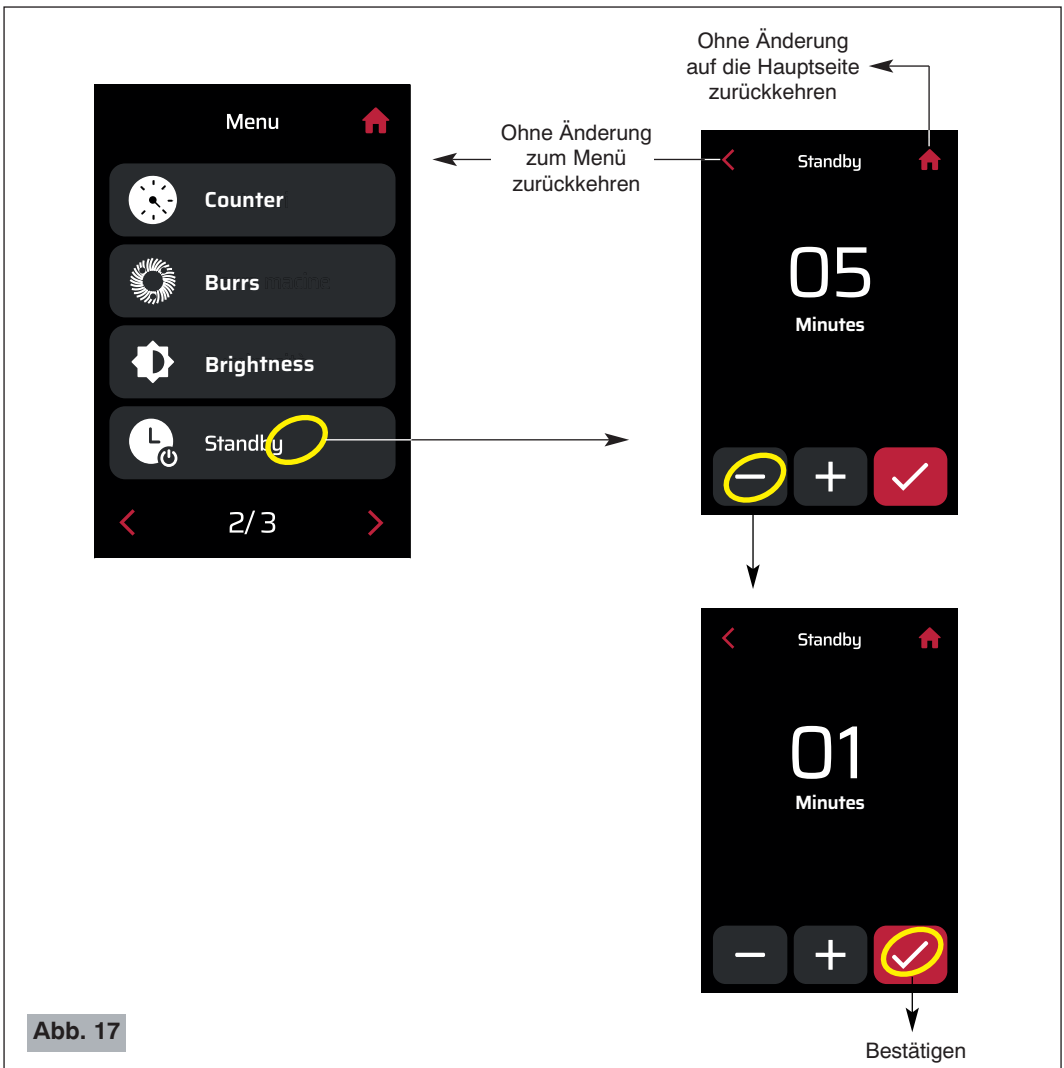 Ohne Änderung
auf die Hauptseite
zurückkehren
Menu
Ohne Änderung
zum Menü
zurückkehren
Standby
Counter
Burrs
Brightness
Standby
2/3
05
Minutes
Standby
01
Minutes
Bestätigen
Abb. 17